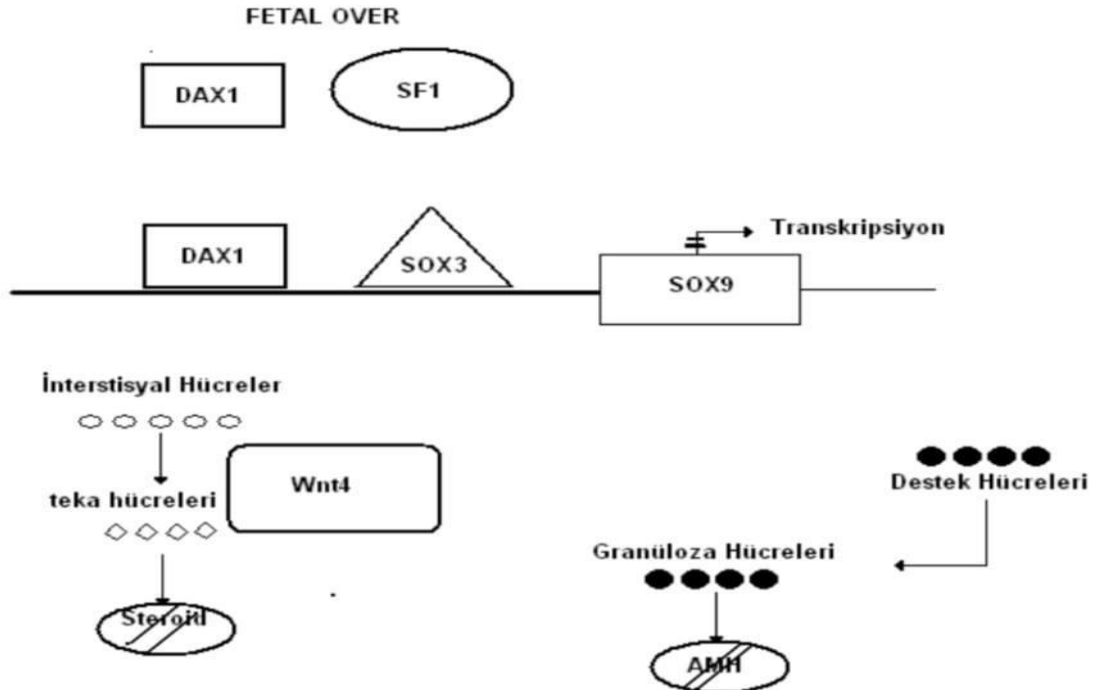 FETAL OVER
DAX1
SF1
DAX1
SOX3
SOX9
Transkripsiyon
İnterstisyal Hücreler
Wnt4
teka hücreleri
Steroid
Destek Hücreleri
Granüloza Hücreleri
AMH